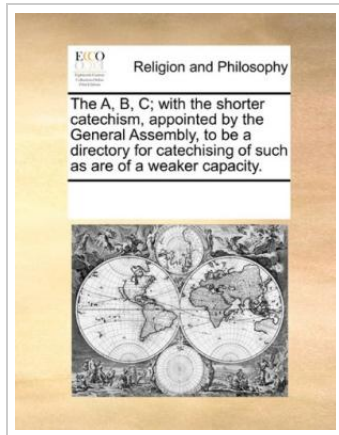 ECCO
Religion and Philosophy
The A, B, C; with the shorter
catechism, appointed by the
General Assembly, to be a
directory for catechising of such
as are of a weaker capacity.